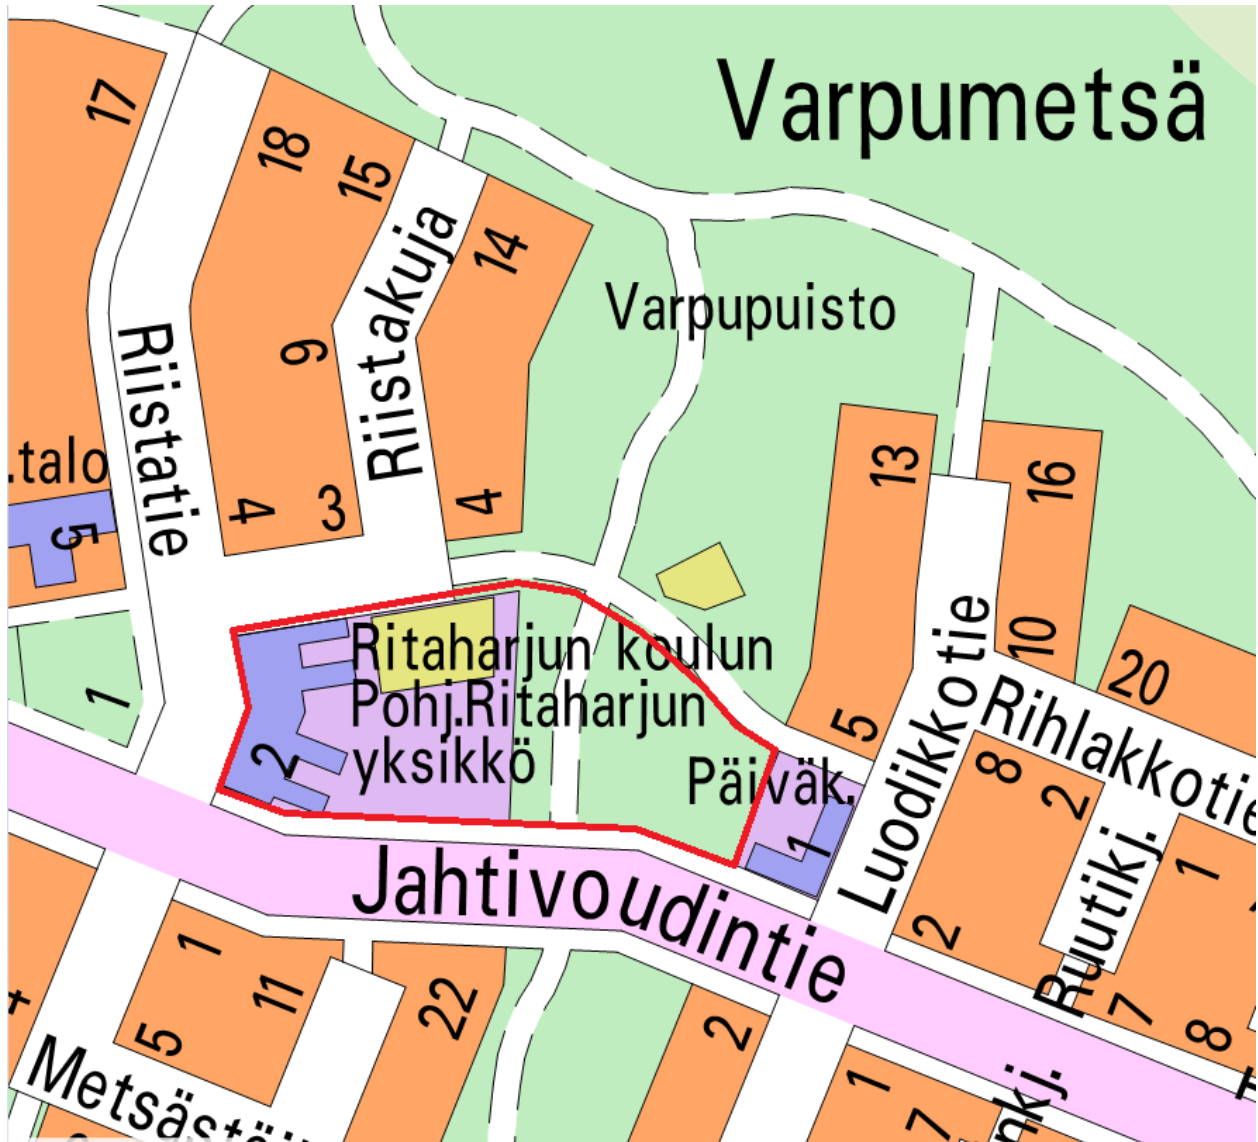 Varpumetsä
17
18
15
14
Riistakuja
Varpupuisto
Riistatie
9
.talo
5
4
3
4
13
16
10
20
Ritaharjun koulun
Pohj.Ritaharjun
yksikkö
1
2
5
Luodikkotie
Rihlakkotie
Päiväk.
1
8
2
1
2
Ruutikj.
7
8
Jahtivoudintie
1
11
5
22
2
1
7
nkj.
Metsästäj